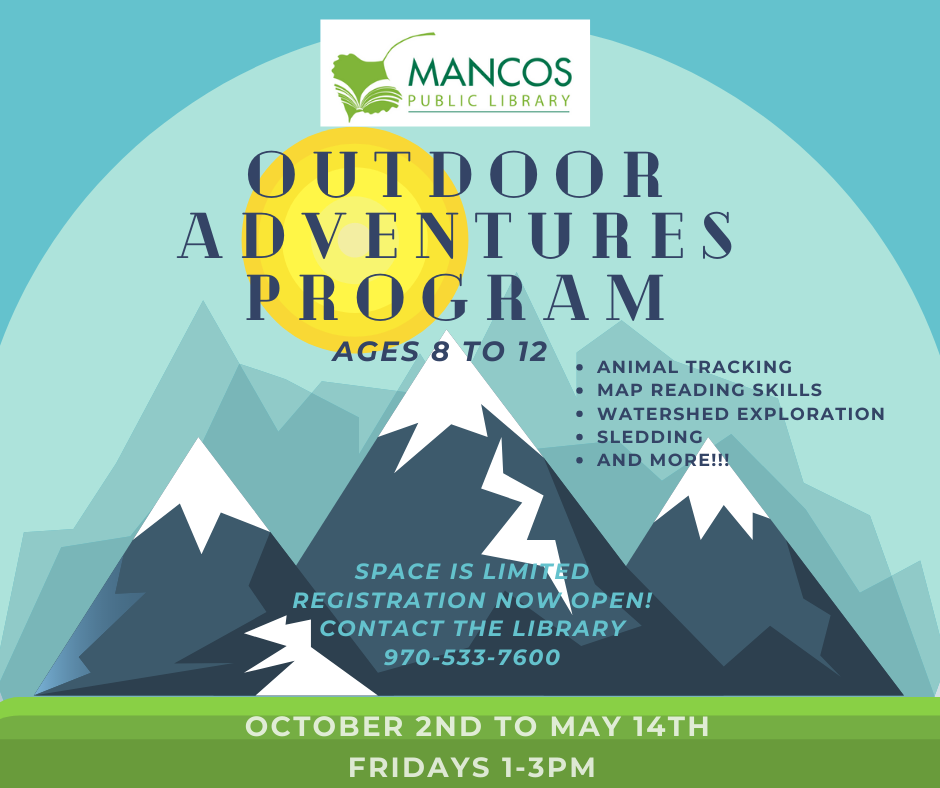 MANCOS
PUBLIC LIBRARY
OUTDOOR
ADVENTURES
PROGRAM
AGES 8 TO 12
• ANIMAL TRACKING
• MAP READING SKILLS
• WATERSHED EXPLORATION
• SLEDDING
• AND MORE!!!
SPACE IS LIMITED
REGISTRATION NOW OPEN!
CONTACT THE LIBRARY
970-533-7600
OCTOBER 2ND TO MAY 14TH
FRIDAYS 1-3PM